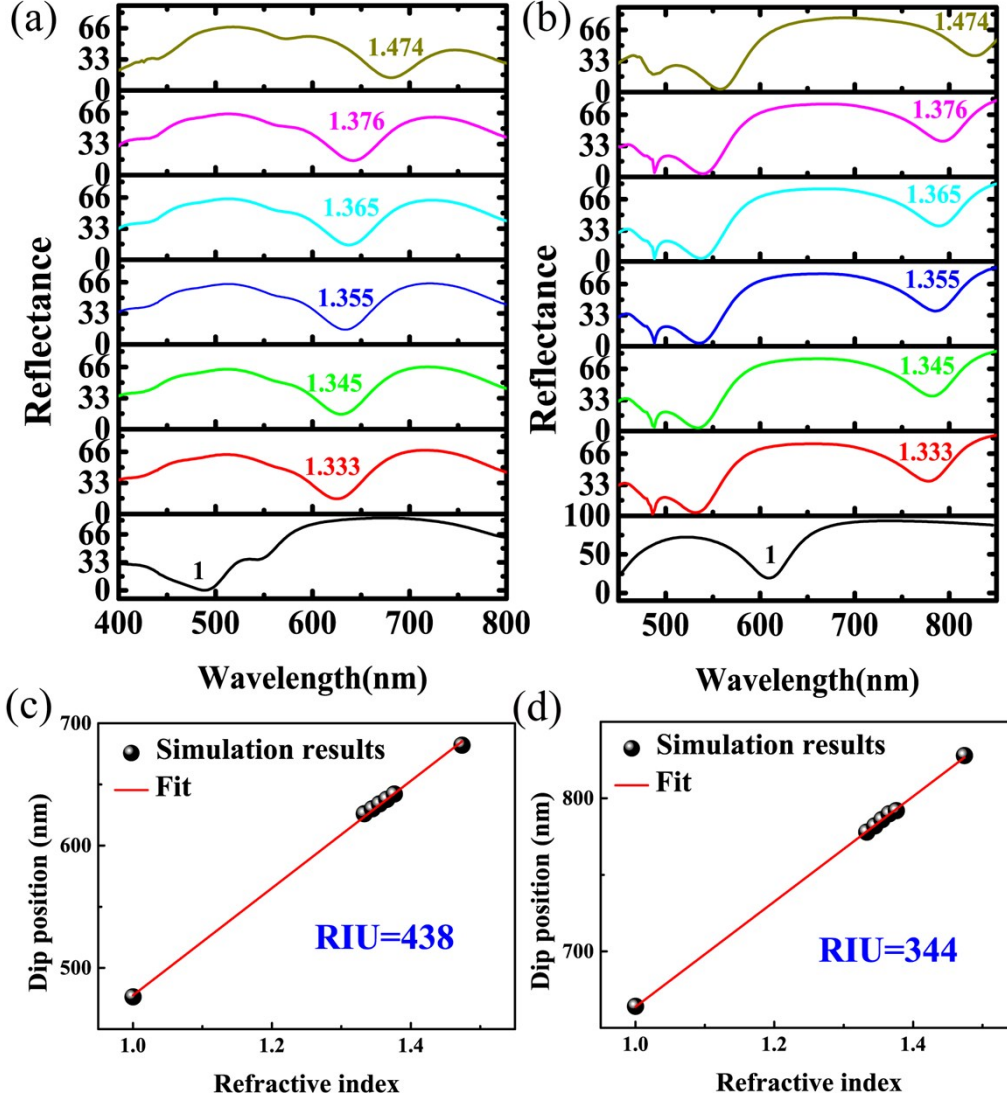 (a)
66
33
0
1.474
66
33
0
1.376
66
33
0
1.365
66
33
0
1.355
66
33
0
1.345
66
33
0
1.333
66
33
0
1
Reflectance
400 500 600 700 800
Wavelength(nm)
(b)
66
33
0
1.474
66
33
0
1.376
66
33
0
1.365
66
33
0
1.355
66
33
0
1.345
66
33
100
1.333
100
50
0
1
Reflectance
500 600 700 800
Wavelength(nm)
(c)
700
600
500
Simulation results
Fit
RIU=438
Dip position (nm)
1.0 1.2 1.4
Refractive index
(d)
800
700
Simulation results
Fit
RIU=344
Dip position (nm)
1.0 1.2 1.4
Refractive index